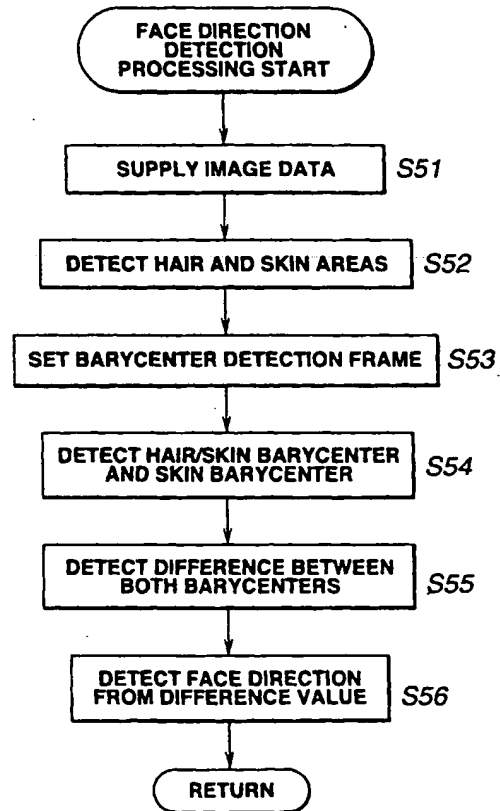 FACE DIRECTION
DETECTION
PROCESSING START
SUPPLY IMAGE DATA S51
DETECT HAIR AND SKIN AREAS S52
SET BARYCENTER DETECTION FRAME S53
DETECT HAIR/SKIN BARYCENTER
AND SKIN BARYCENTER S54
DETECT DIFFERENCE BETWEEN
BOTH BARYCENTERS S55
DETECT FACE DIRECTION
FROM DIFFERENCE VALUE S56
RETURN